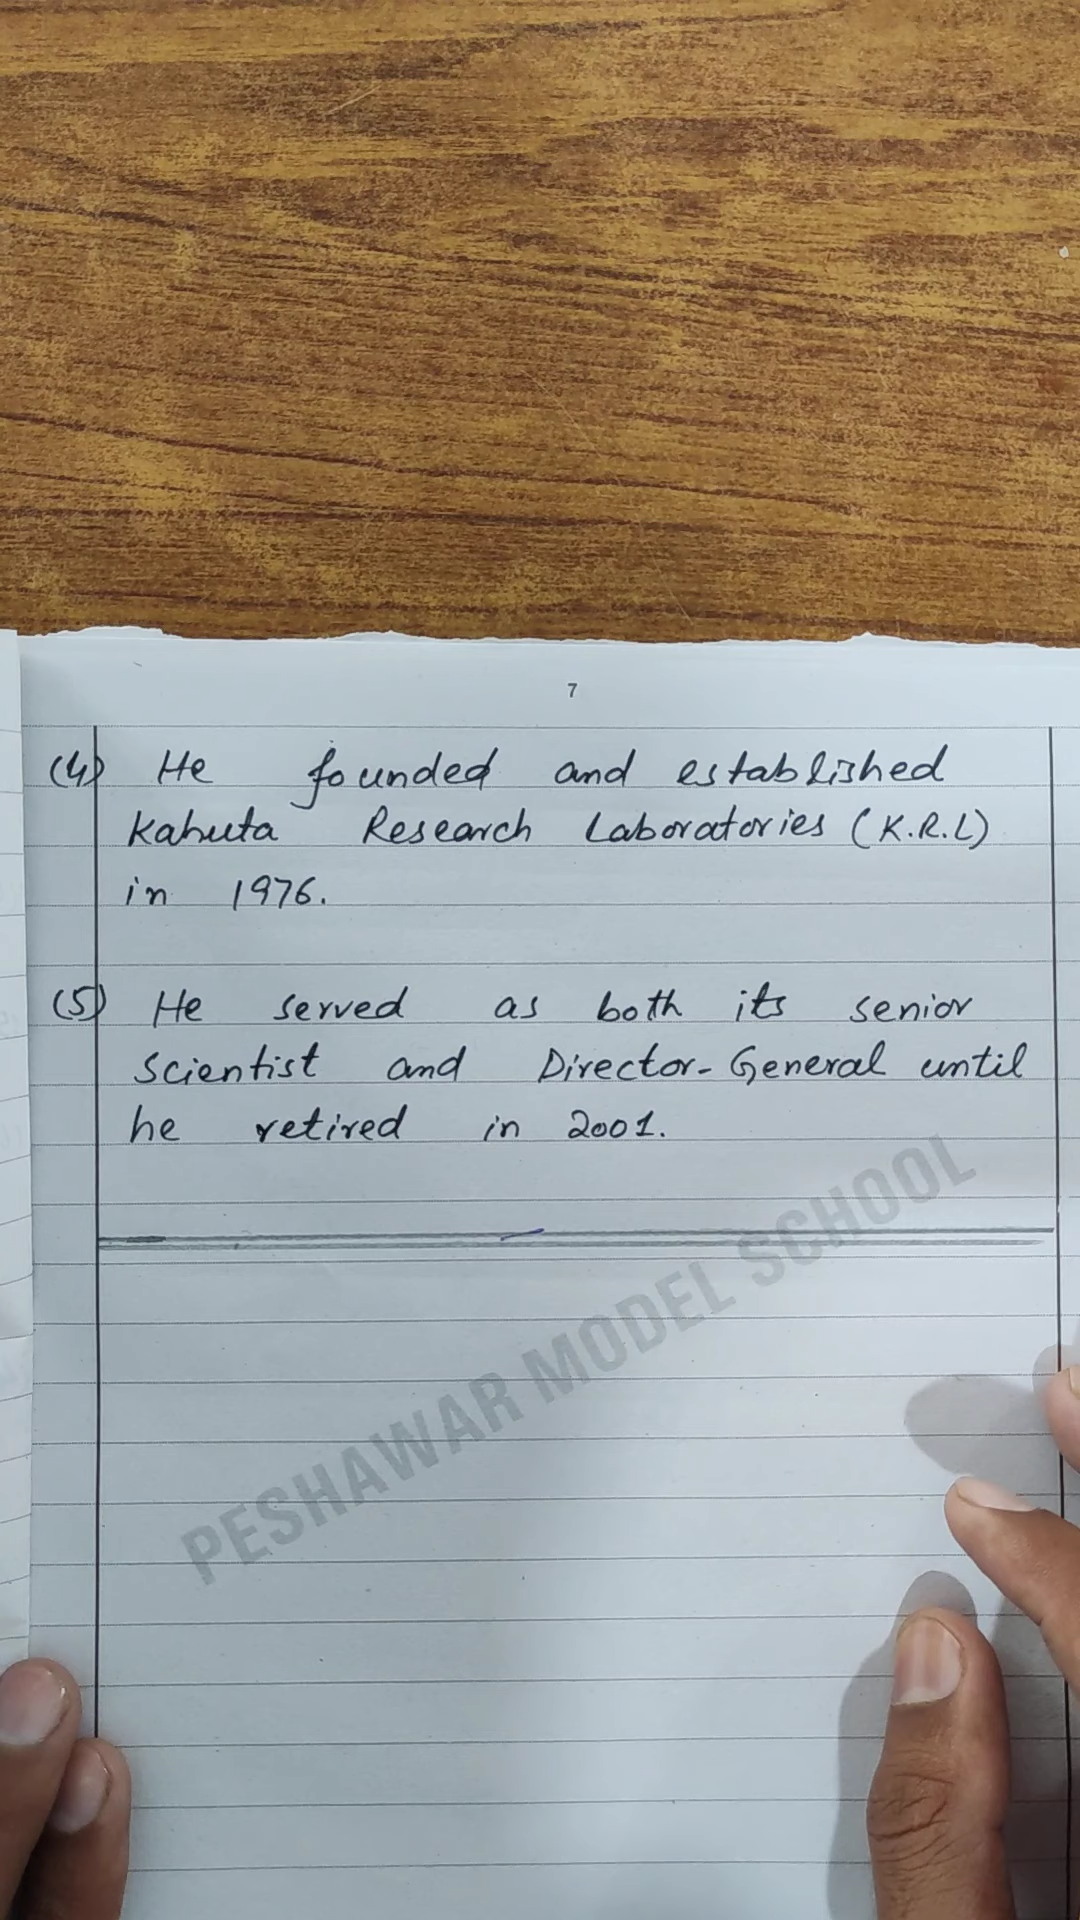 7
(4) He founded and established
Kahuta Research Laboratories (K.R.L)
in 1976.
(5) He served as both its senior
Scientist and Director-General until
he retired in 2001.
PESHAWAR MODEL SCHOOL